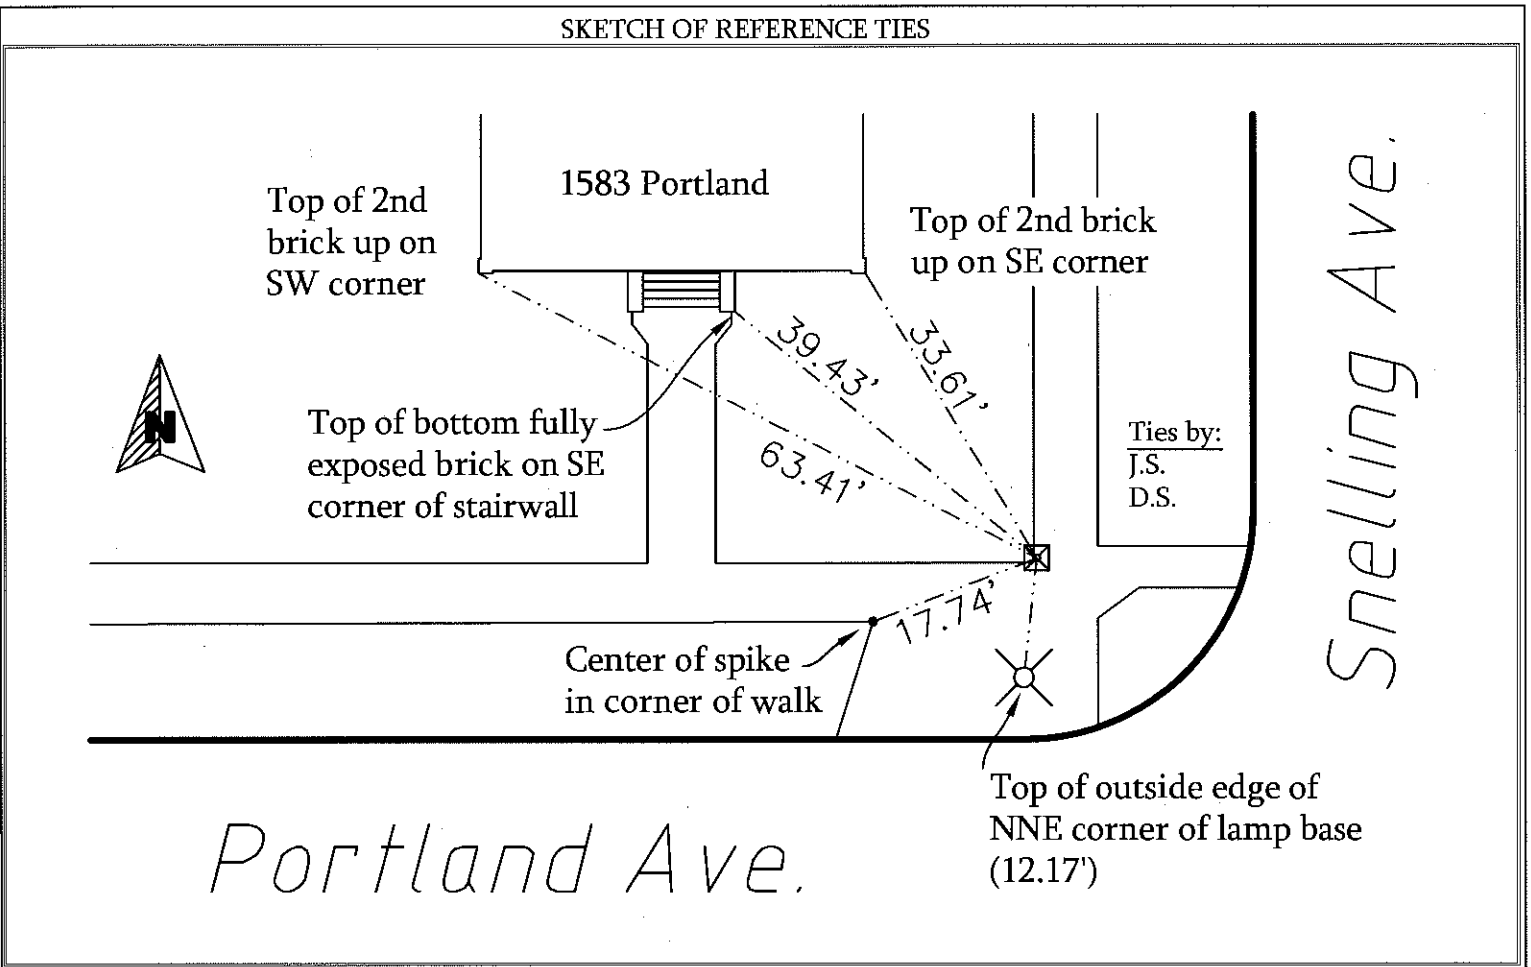 SKETCH OF REFERENCE TIES
1583 Portland
Top of 2nd
brick up on
SW corner
Top of 2nd brick
up on SE corner
39.43'
33.61'
63.41'
N
Top of bottom fully
exposed brick on SE
corner of stairwall
Ties by:
J.S.
D.S.
Snelling Ave.
17.74'
Center of spike
in corner of walk
Top of outside edge of
NNE corner of lamp base
(12.17')
Portland Ave.